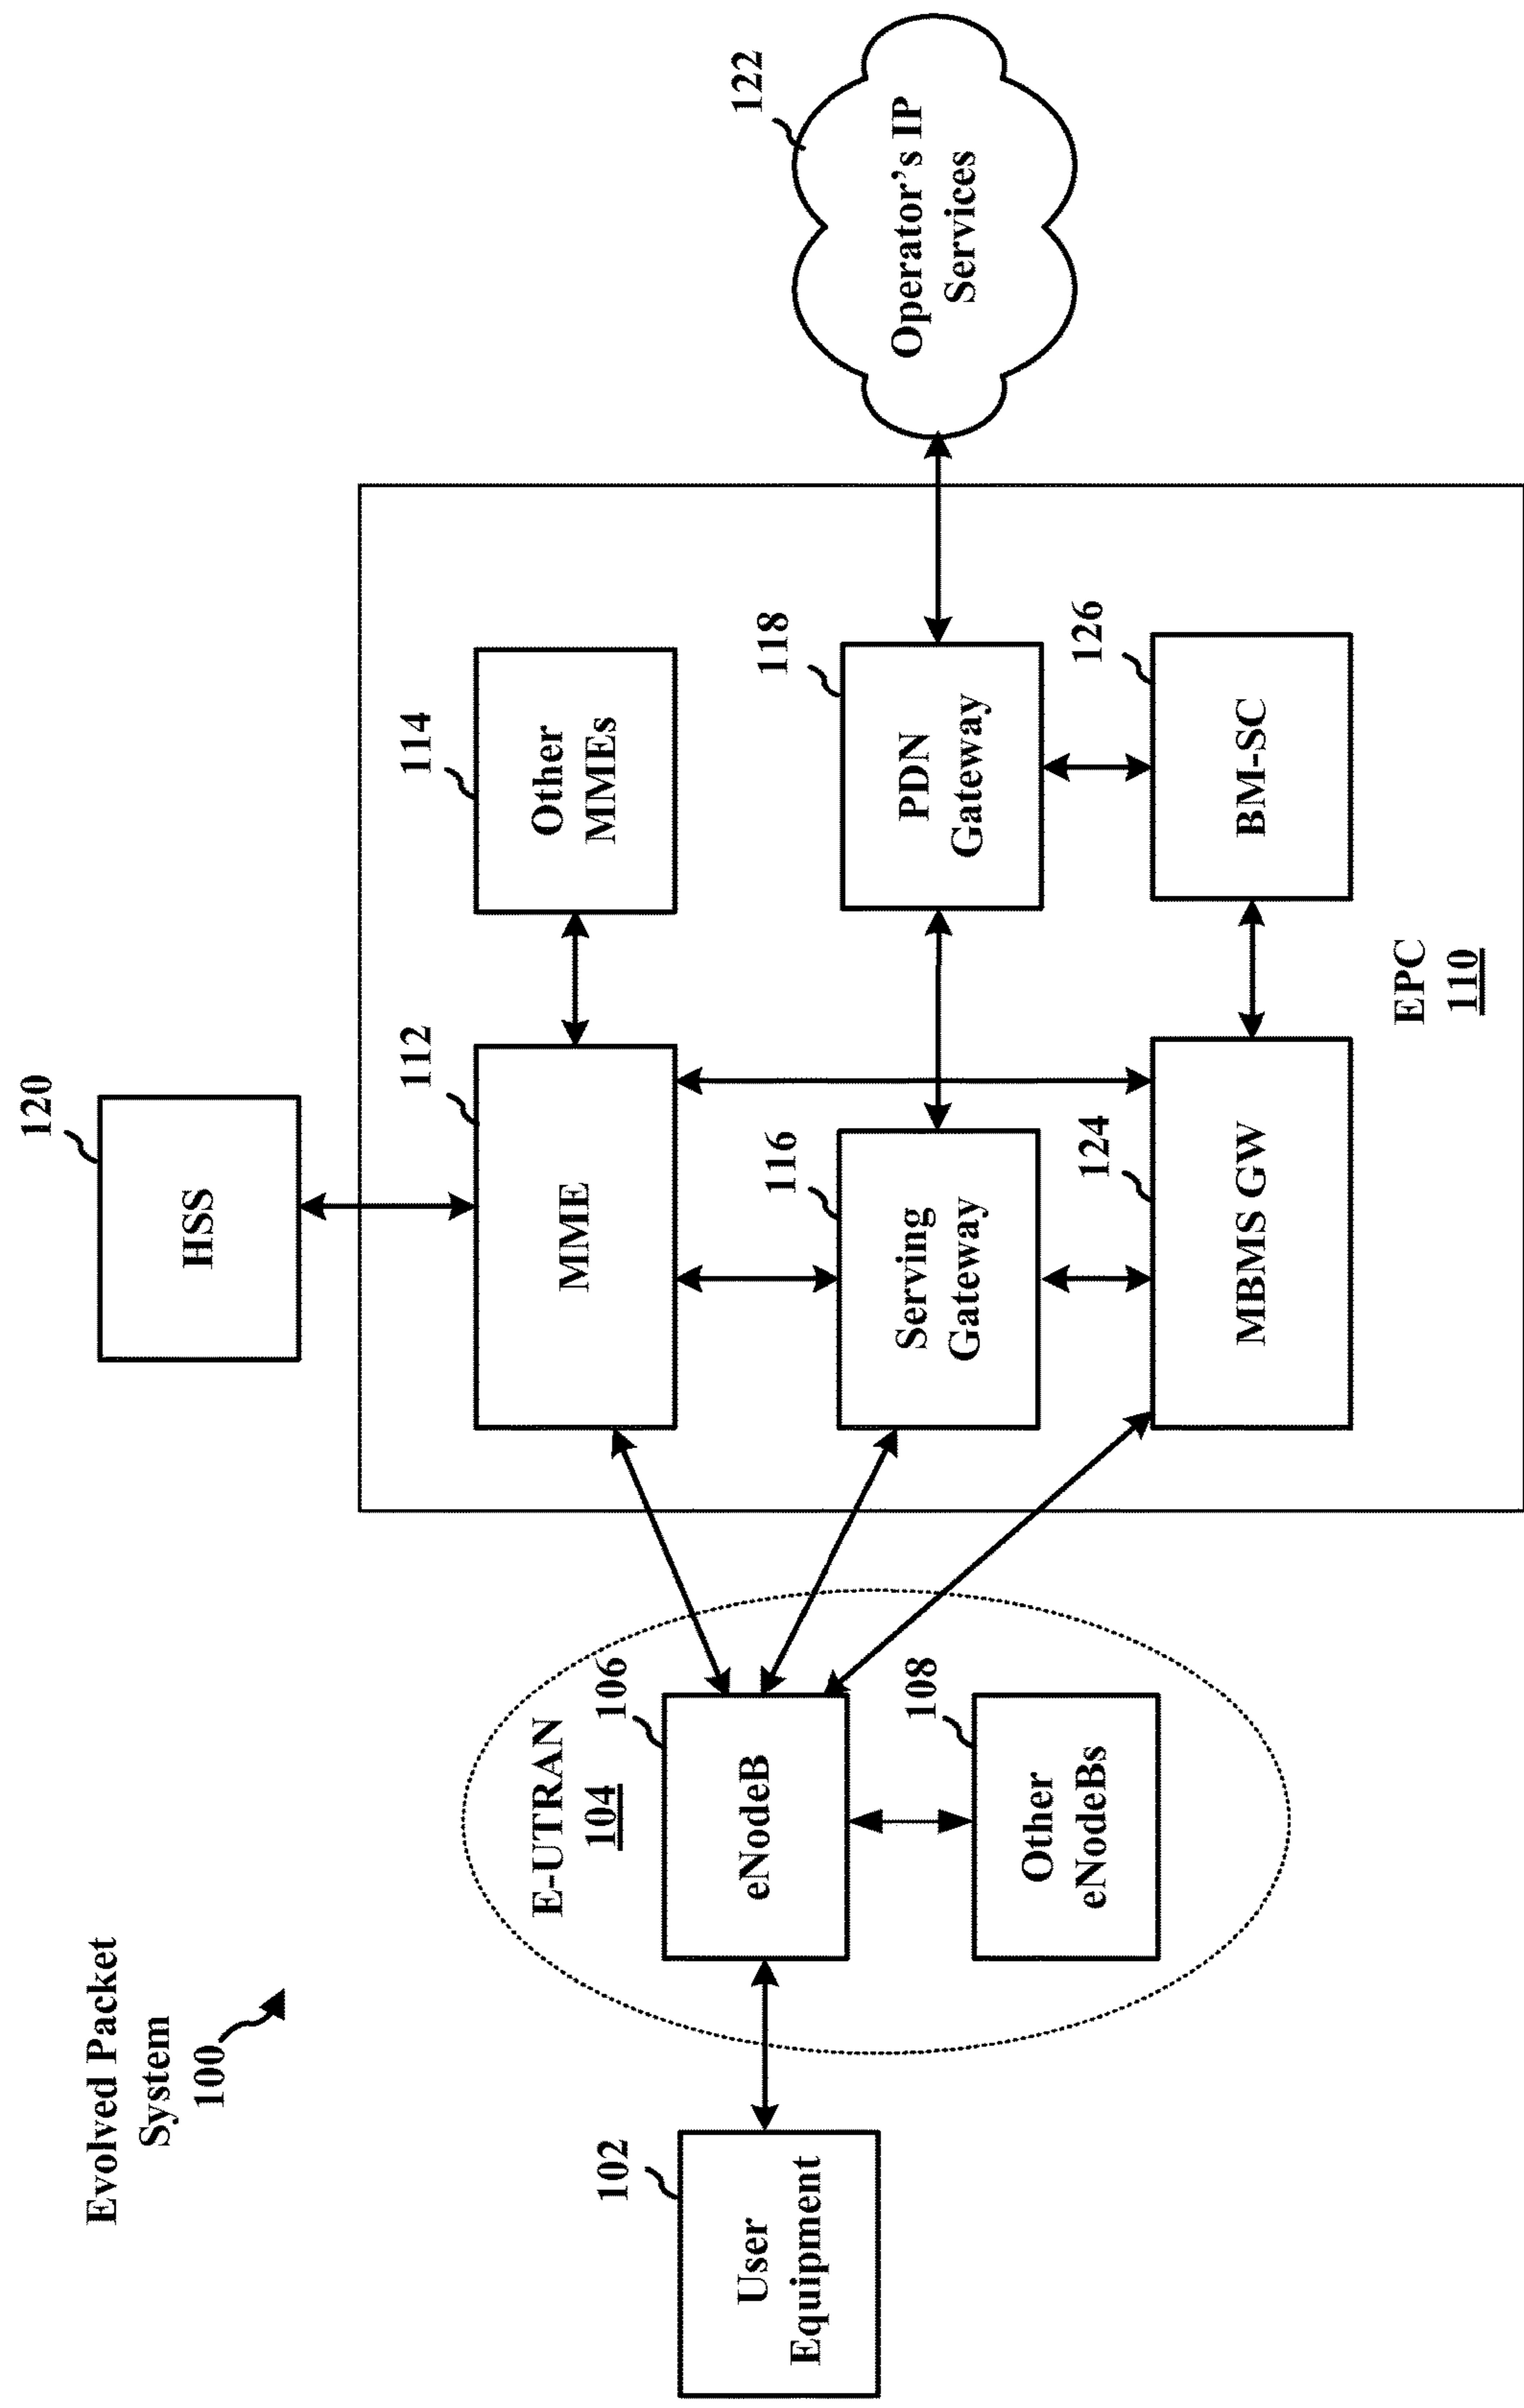 Evolved Packet
System
100
102
User
Equipment
E-UTRAN
104
106
eNodeB
108
Other
eNodeBs
120
HSS
112
MME
114
Other
MMEs
116
Serving
Gateway
118
PDN
Gateway
124
MBMS GW
126
BM-SC
EPC
110
122
Operator's IP
Services